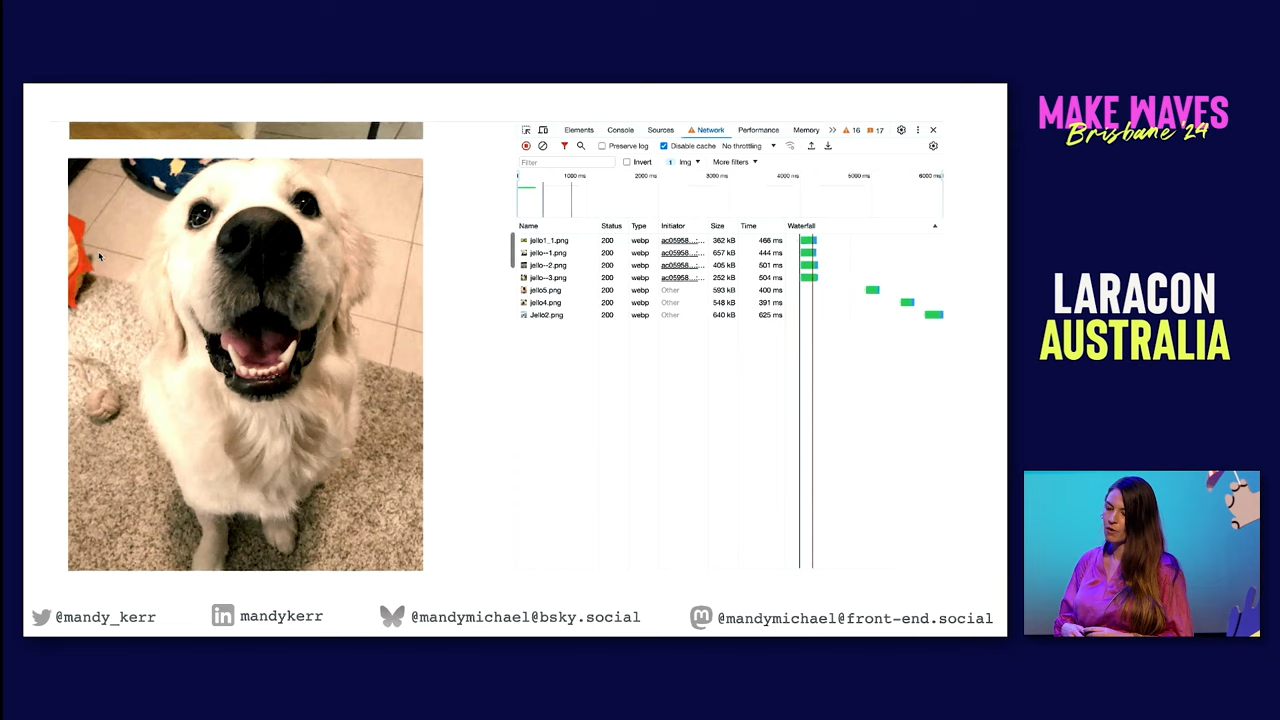 Elements Console Sources Network Performance Memory 16 17
Preserve log Disable cache No throttling
Filter Invert 1 Img More filters
1000 ms 2000 ms 3000 ms 4000 ms 5000 ms 6000 ms
Name Status Type Initiator Size Time Waterfall
jello1_1.png 200 webp ac05958...:... 362 kB 466 ms
jello--1.png 200 webp ac05958...:... 657 kB 444 ms
jello--2.png 200 webp ac05958...:... 405 kB 501 ms
jello--3.png 200 webp ac05958...:... 252 kB 504 ms
jello5.png 200 webp Other 593 kB 400 ms
jello4.png 200 webp Other 548 kB 391 ms
Jello2.png 200 webp Other 640 kB 625 ms
@mandy_kerr mandykerr @mandymichael@bsky.social @mandymichael@front-end.social
MAKE WAVES
Brisbane '24
LARACON
AUSTRALIA